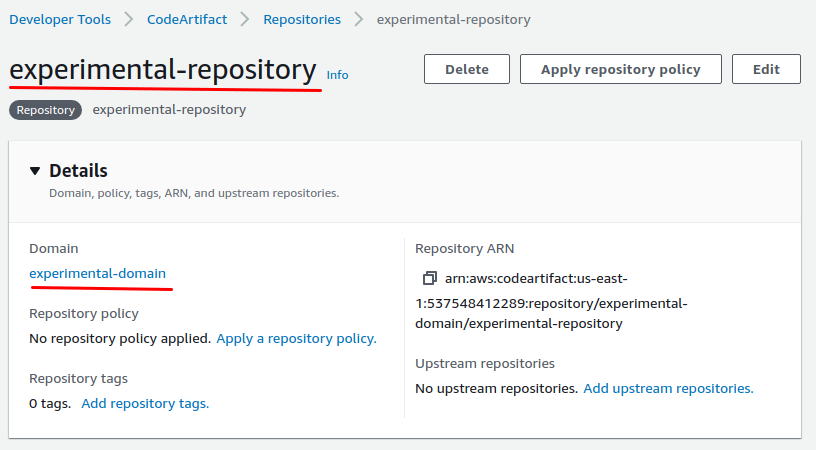 Developer Tools > CodeArtifact > Repositories > experimental-repository
experimental-repository Info
Delete
Apply repository policy
Edit
Repository experimental-repository
Details
Domain, policy, tags, ARN, and upstream repositories.
Domain
experimental-domain
Repository policy
No repository policy applied. Apply a repository policy.
Repository tags
0 tags. Add repository tags.
Repository ARN
arn:aws:codeartifact:us-east-
1:537548412289:repository/experimental-
domain/experimental-repository
Upstream repositories
No upstream repositories. Add upstream repositories.